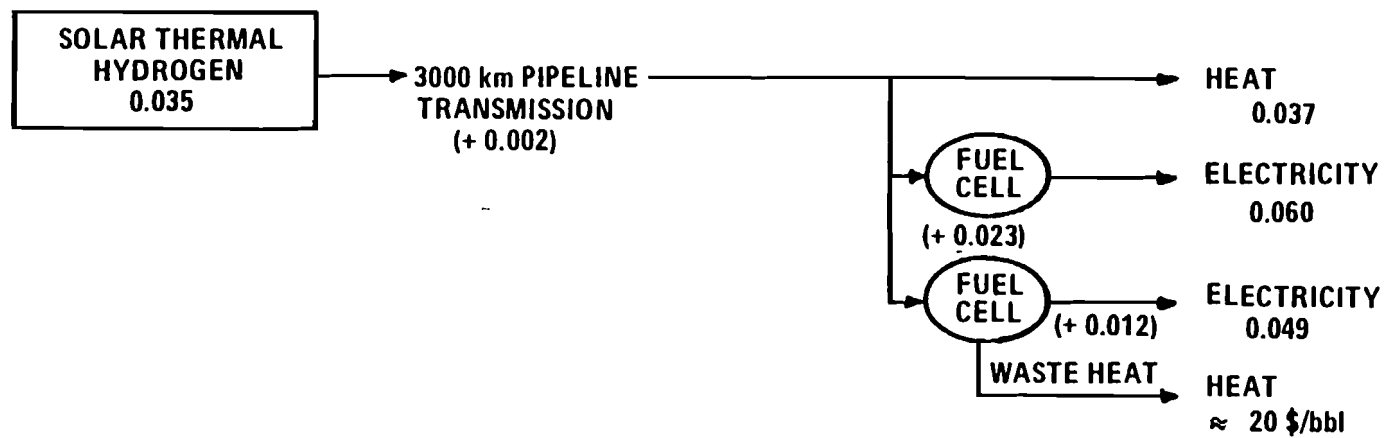 SOLAR THERMAL
HYDROGEN
0.035
3000 km PIPELINE
TRANSMISSION
(+ 0.002)
HEAT
0.037
FUEL
CELL
(+ 0.023)
ELECTRICITY
0.060
FUEL
CELL
(+ 0.012)
ELECTRICITY
0.049
WASTE HEAT
HEAT
≈ 20 $/bbl